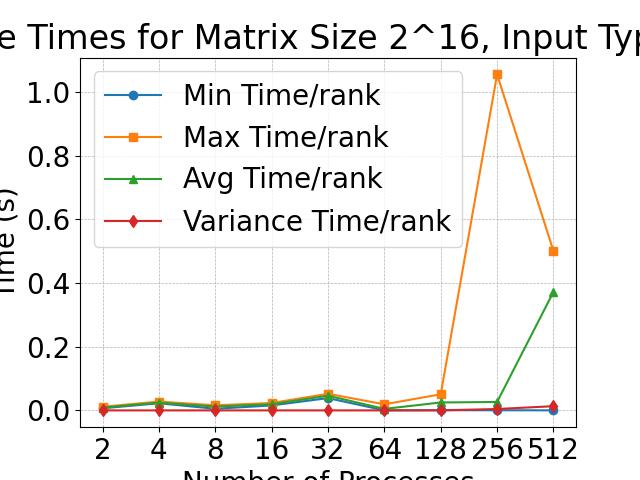 e Times for Matrix Size 2^16, Input Typ
Min Time/rank
Max Time/rank
Avg Time/rank
Variance Time/rank
1.0
0.8
0.6
0.4
0.2
0.0
Time (s)
2 4 8 16 32 64 128 256 512
Number of Processes